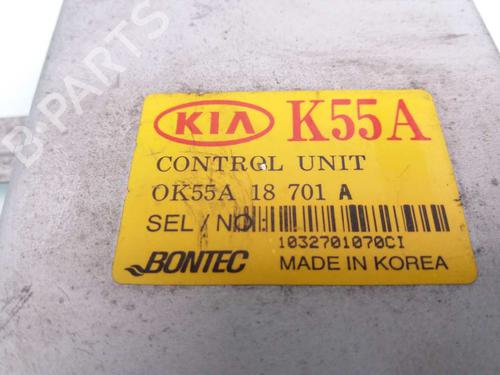 B-PARTS
KIA K55A
CONTROL UNIT
OK55A 18 701 A
SEL/NO:
1032701070CI
BONTEC MADE IN KOREA